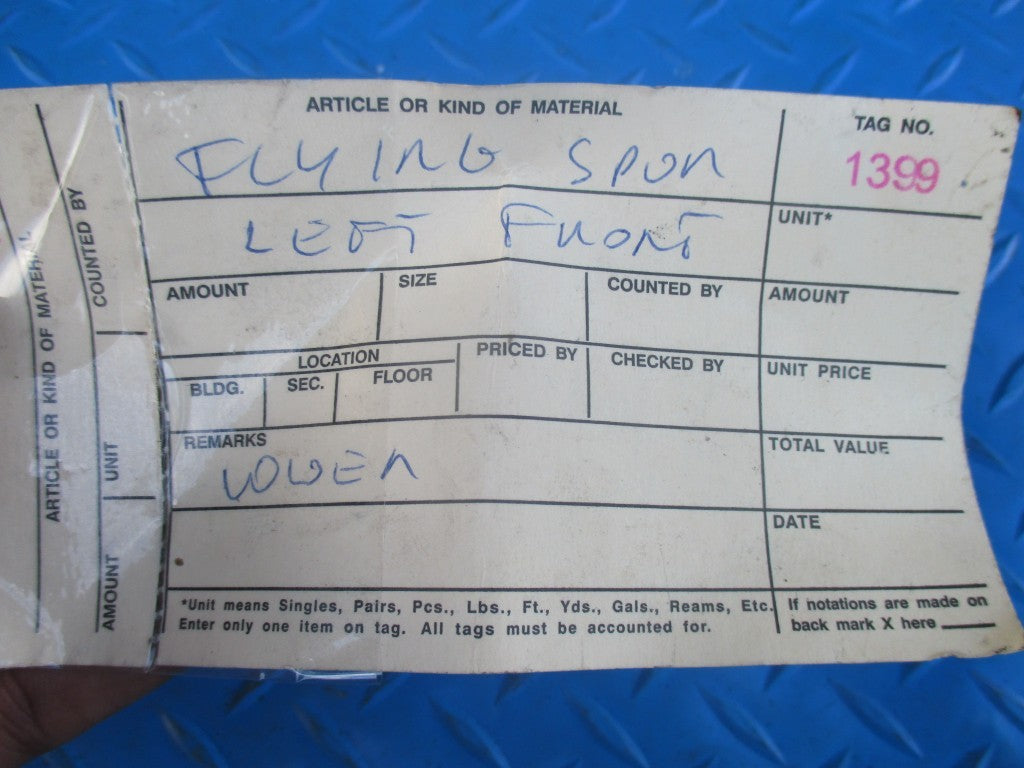 ARTICLE OR KIND OF MATERIAL
FLYING SPUR
TAG NO.
1399
LEFT FRONT
UNIT*
AMOUNT
SIZE
COUNTED BY
AMOUNT
LOCATION
BLDG.
SEC.
FLOOR
PRICED BY
CHECKED BY
UNIT PRICE
REMARKS
LOWER
TOTAL VALUE
DATE
*Unit means Singles, Pairs, Pcs., Lbs., Ft., Yds., Gals., Reams, Etc.
Enter only one item on tag. All tags must be accounted for.
If notations are made on
back mark X here
ARTICLE OR KIND OF MATERIAL
COUNTED BY
UNIT
AMOUNT